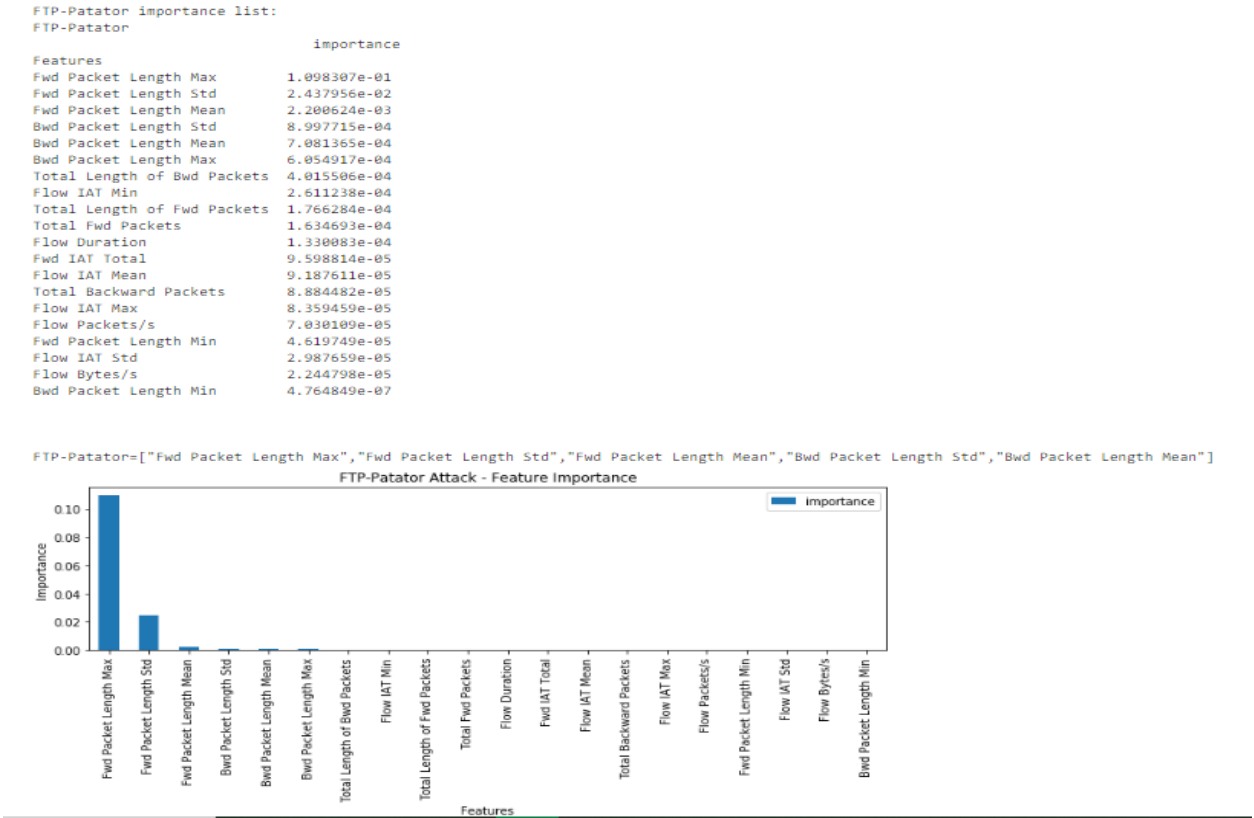 FTP-Patator importance list:
FTP-Patator
importance
Features
Fwd Packet Length Max 1.098307e-01
Fwd Packet Length Std 2.437956e-02
Fwd Packet Length Mean 2.200624e-03
Bwd Packet Length Std 8.997715e-04
Bwd Packet Length Mean 7.081365e-04
Bwd Packet Length Max 6.054917e-04
Total Length of Bwd Packets 4.015506e-04
Flow IAT Min 2.611238e-04
Total Length of Fwd Packets 1.766284e-04
Total Fwd Packets 1.634693e-04
Flow Duration 1.330083e-04
Fwd IAT Total 9.598814e-05
Flow IAT Mean 9.187611e-05
Total Backward Packets 8.884482e-05
Flow IAT Max 8.359459e-05
Flow Packets/s 7.030109e-05
Fwd Packet Length Min 4.619749e-05
Flow IAT Std 2.987659e-05
Flow Bytes/s 2.244798e-05
Bwd Packet Length Min 4.764849e-07
FTP-Patator=["Fwd Packet Length Max","Fwd Packet Length Std","Fwd Packet Length Mean","Bwd Packet Length Std","Bwd Packet Length Mean"]
FTP-Patator Attack - Feature Importance
importance
Importance
0.10
0.08
0.06
0.04
0.02
0.00
Fwd Packet Length Max
Fwd Packet Length Std
Fwd Packet Length Mean
Bwd Packet Length Std
Bwd Packet Length Mean
Bwd Packet Length Max
Total Length of Bwd Packets
Flow IAT Min
Total Length of Fwd Packets
Total Fwd Packets
Flow Duration
Fwd IAT Total
Flow IAT Mean
Total Backward Packets
Flow IAT Max
Flow Packets/s
Fwd Packet Length Min
Flow IAT Std
Flow Bytes/s
Bwd Packet Length Min
Features